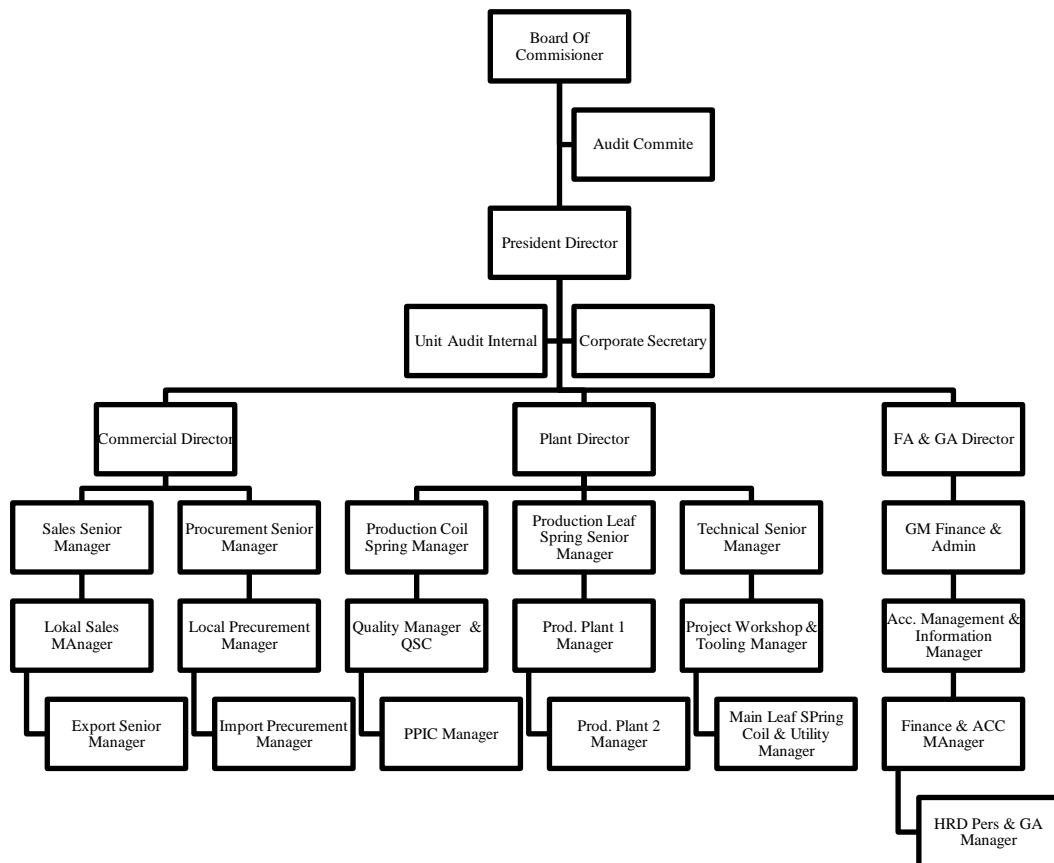 Board Of
Commisioner
Audit Commite
President Director
Unit Audit Internal
Corporate Secretary
Commercial Director
Plant Director
FA & GA Director
Sales Senior
Manager
Procurement Senior
Manager
Production Coil
Spring Manager
Production Leaf
Spring Senior
Manager
Technical Senior
Manager
GM Finance &
Admin
Lokal Sales
MAnager
Local Precurement
Manager
Quality Manager & 
QSC
Prod. Plant 1
Manager
Project Workshop &
Tooling Manager
Acc. Management &
Information
Manager
Export Senior
Manager
Import Precurement
Manager
PPIC Manager
Prod. Plant 2
Manager
Main Leaf SPring
Coil & Utility
Manager
Finance & ACC
MAnager
HRD Pers & GA
Manager